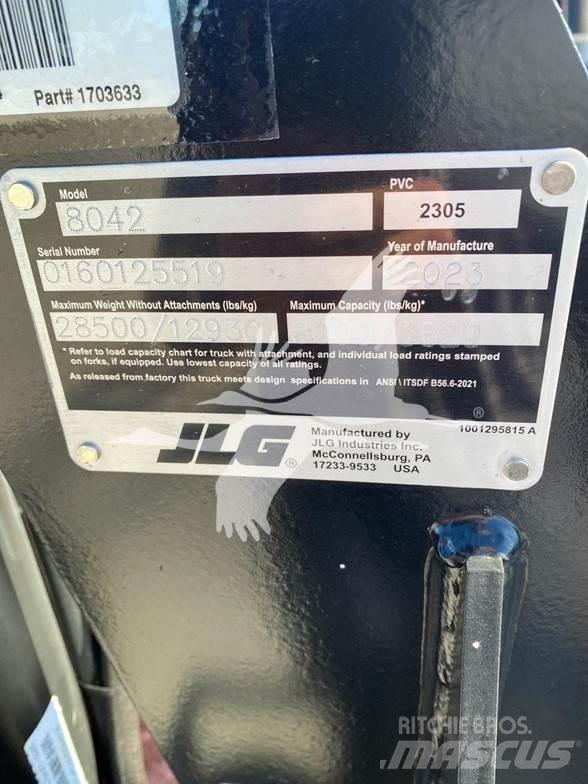 Part# 1703633
Model
8042
PVC
2305
Serial Number
0160125519
Year of Manufacture
2023
Maximum Weight Without Attachments (lbs/kg)
28500/12930
Maximum Capacity (lbs/kg)*
* Refer to load capacity chart for truck with attachment, and individual load ratings stamped
on forks, if equipped. Use lowest capacity of all ratings.
As released from factory this truck meets design specifications in ANSI \ ITSDF B56.6-2021
®
JLG®
Manufactured by
JLG Industries Inc.
McConnellsburg, PA
17233-9533 USA
1001295815 A
RITCHIE BROS.
MASCUS